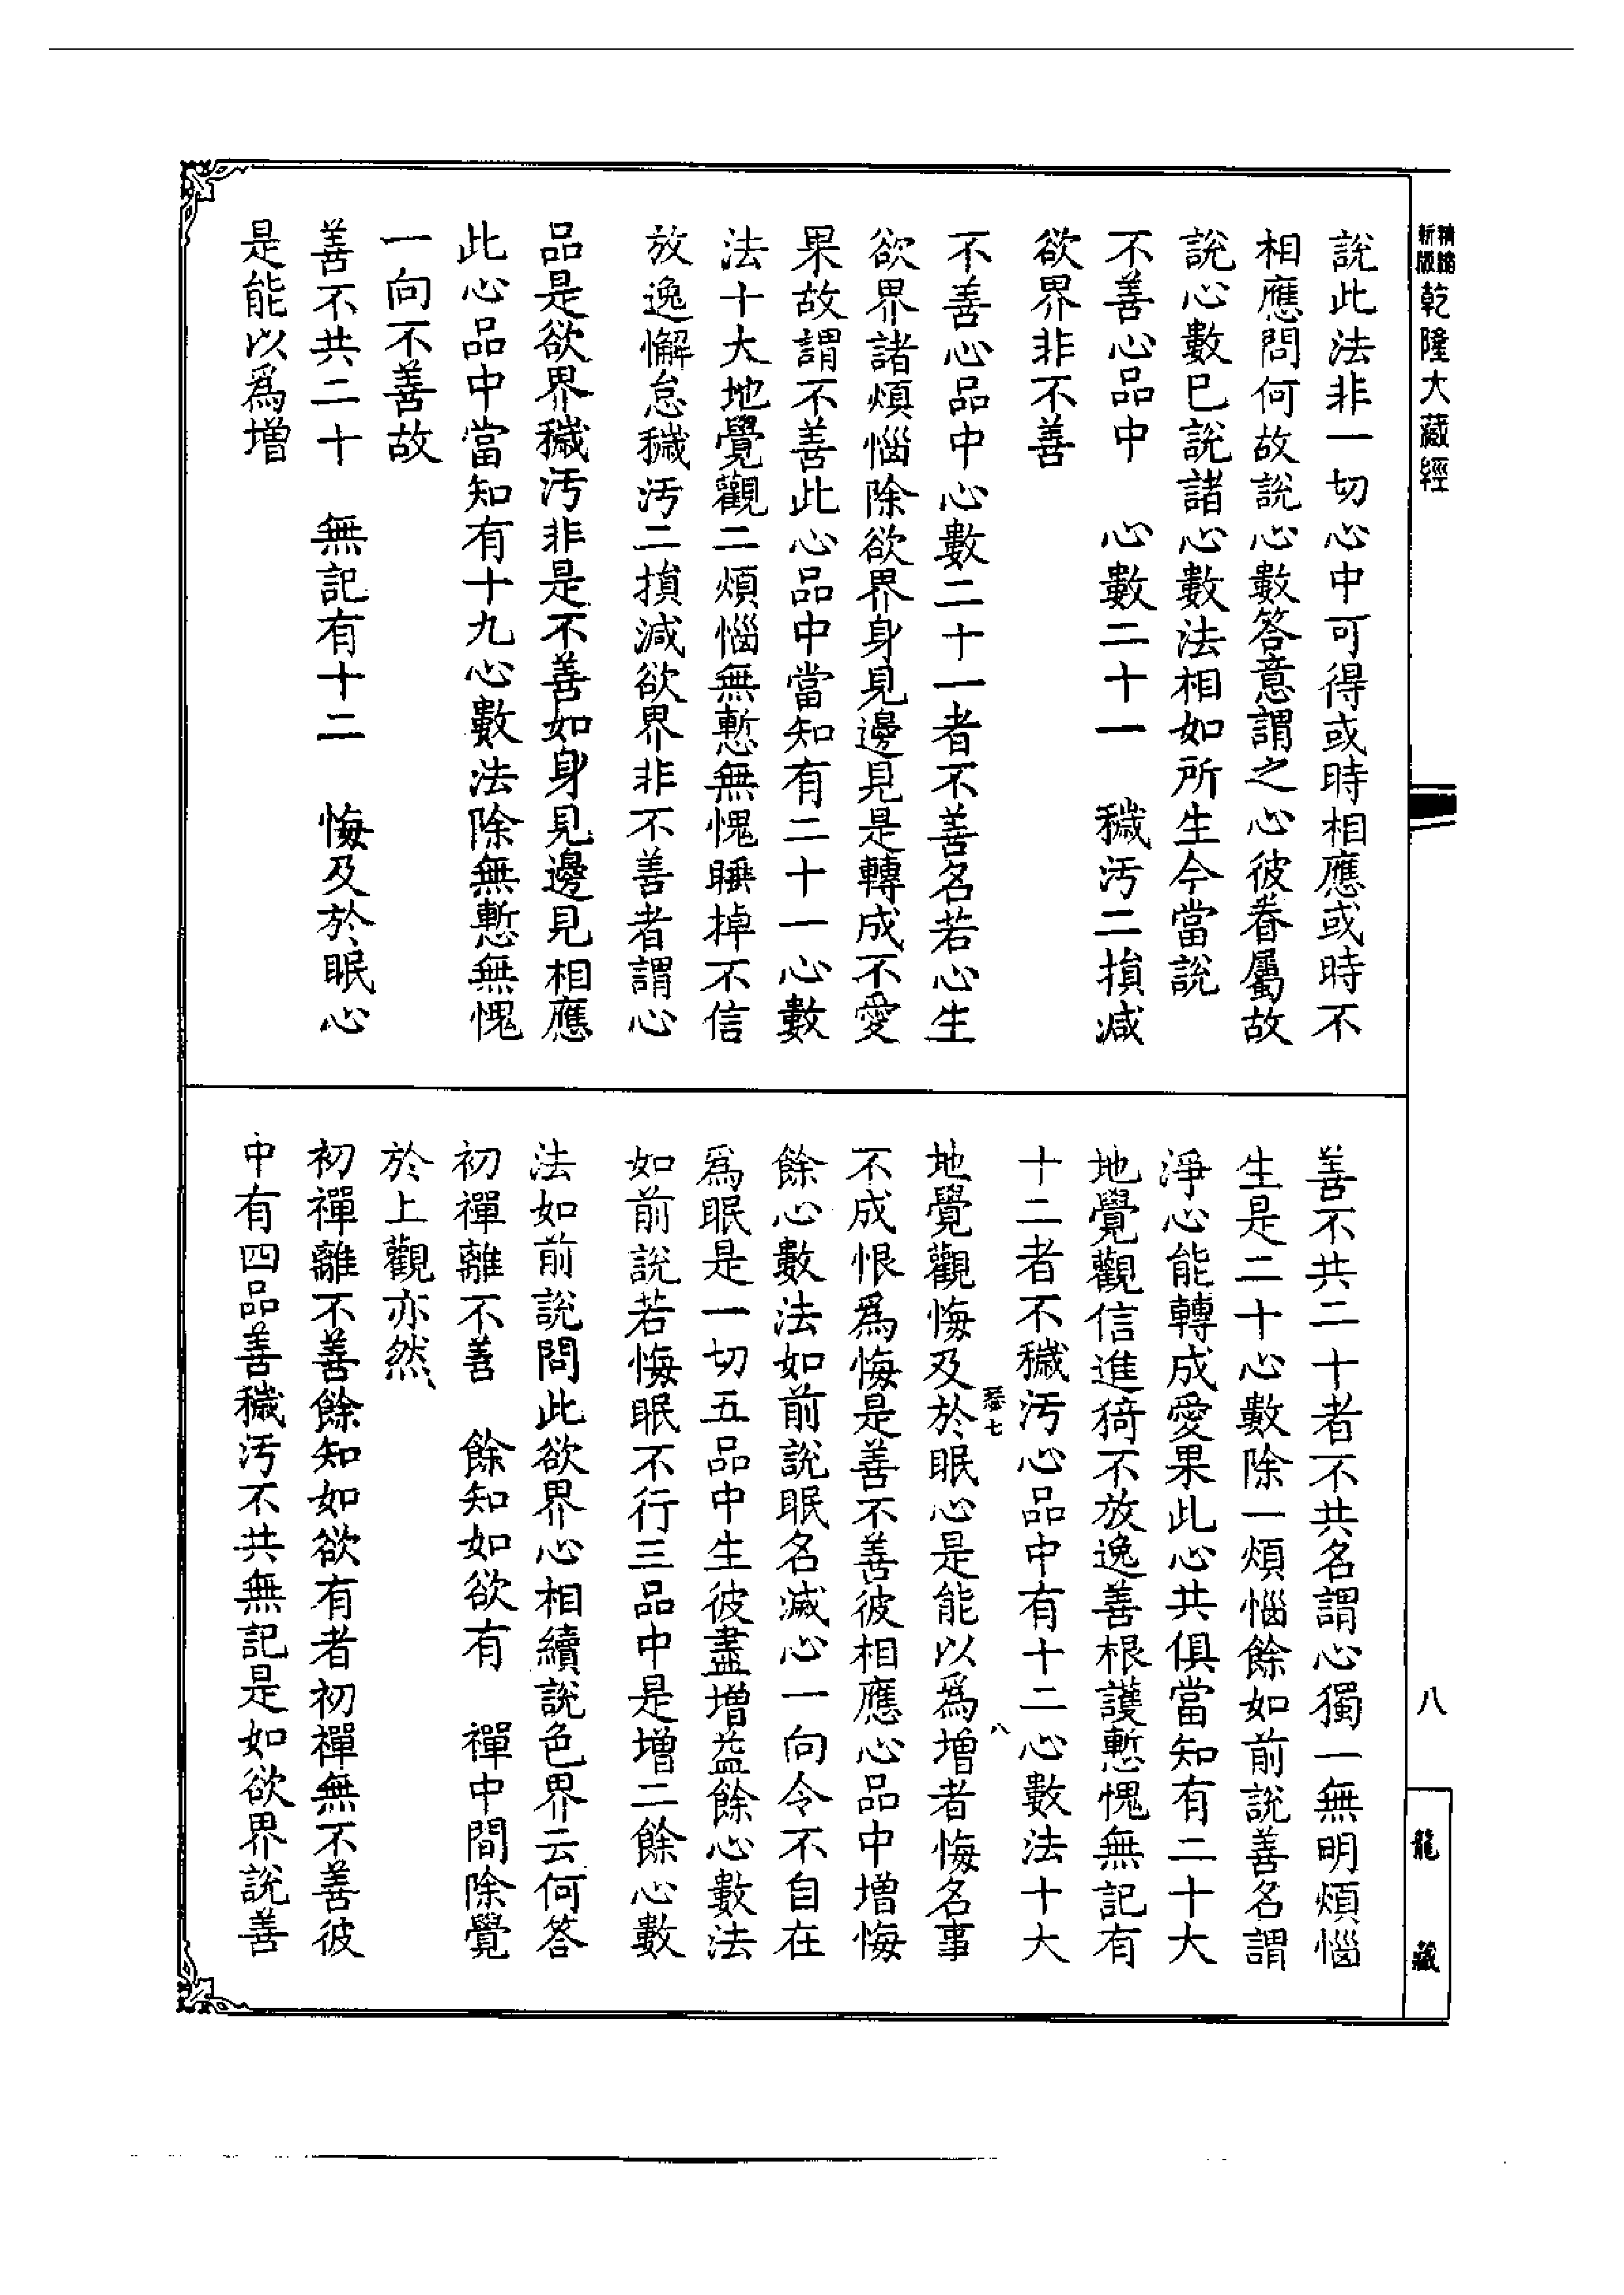 精縮新版乾隆大藏經
說此法非一切心中可得或時相應或時不
相應問何故說心數答意謂之心彼眷屬故
說心數已說諸心數法相如所生今當說
不善心品中　心數二十一　穢污二損减
欲界非不善
不善心品中心數二十一者不善名若心生
欲界諸煩惱除欲界身見邊見是轉成不愛
果故謂不善此心品中當知有二十一心數
法十大地覺觀二煩惱無慙無愧睡掉不信
放逸懈怠穢污二損減欲界非不善者謂心
品是欲界穢污非是不善如身見邊見相應
此心品中當知有十九心數法除無慙無愧
一向不善故
善不共二十　無記有十二　悔及於眠心
是能以爲增
善不共二十者不共名謂心獨一無明煩惱
生是二十心數除一煩惱餘如前說善名謂
淨心能轉成愛果此心共俱當知有二十大
地覺觀信進猗不放逸善根護慙愧無記有
十二者不穢污心品中有十二心數法十大
地覺觀悔及於眠心是能以爲增者悔名事
不成恨爲悔是善不善彼相應心品中增悔
餘心數法如前說眠名滅心一向令不自在
爲眠是一切五品中生彼盡增益餘心數法
如前說若悔眠不行三品中是增二餘心數
法如前說問此欲界心相續說色界云何答
初禪離不善　餘知如欲有　禪中間除覺
於上觀亦然
初禪離不善餘知如欲有者初禪無不善彼
中有四品善穢污不共無記是如欲界說善
卷七　八
八
龍藏